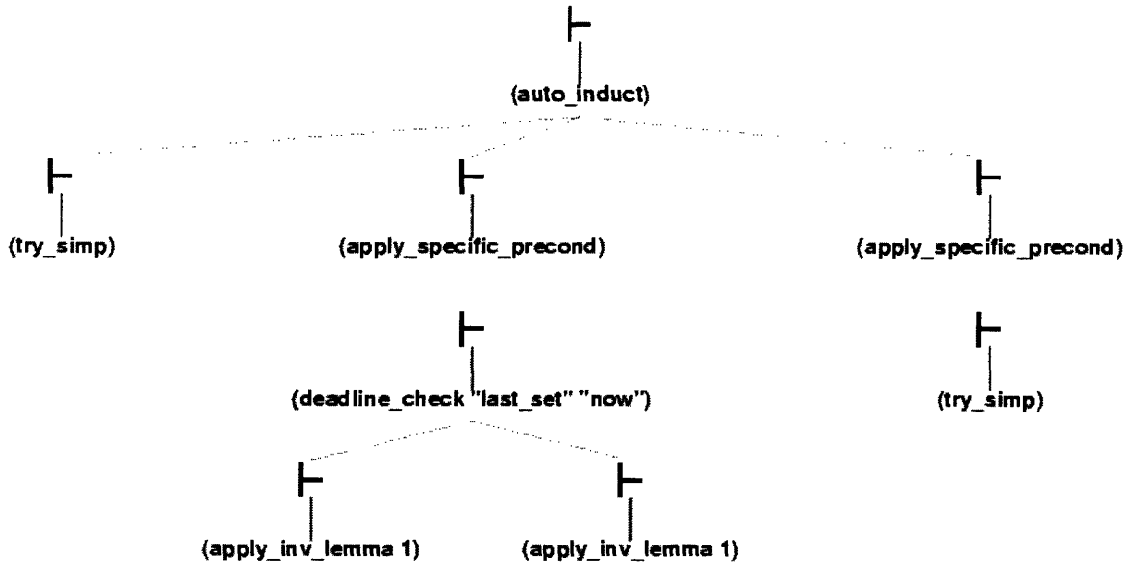 (auto_induct)
(try_simp) (apply_specific_precond) (apply_specific_precond)
(deadline_check "last_set" "now") (try_simp)
(apply_inv_lemma 1) (apply_inv_lemma 1)